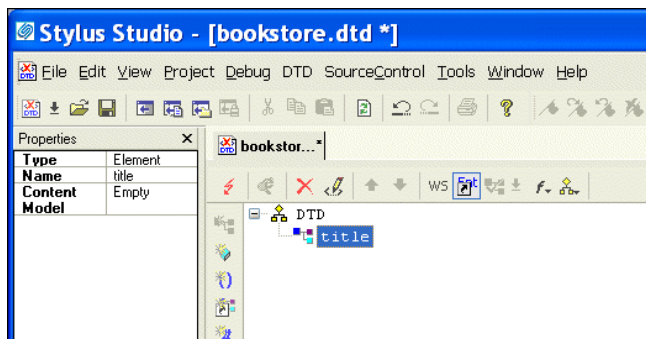 Stylus Studio - [bookstore.dtd *]
File Edit View Project Debug DTD SourceControl Tools Window Help
Properties
bookstor...*
Type Element
Name title
Content Model Empty
WS Ent
DTD
title